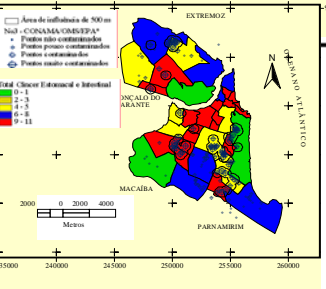 EXTREMOZ
Área de influência de 500 m
No3 - CONAMA/OMS/EPA*
Pontos não contaminados
Pontos pouco contaminados
Pontos contaminados
Pontos muito contaminados
Total Câncer Estomacal e Intestinal
0 - 1
2 - 3
4 - 5
6 - 8
9 - 11
ONÇALO DO
ARANTE
N
OCEANO ATLÂNTICO
MACAÍBA
PARNAMIRIM
2000 0 2000 4000
Metros
235000 240000 245000 250000 255000 260000